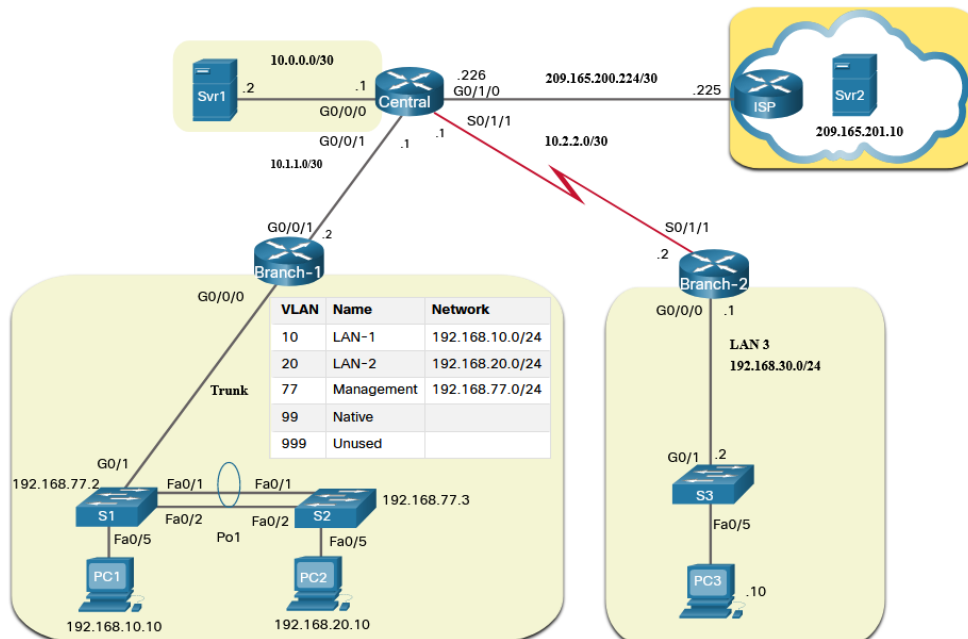 10.0.0.0/30
.2
.1
Svr1
G0/0/0
Central
.226
G0/1/0
209.165.200.224/30
.225
ISP
Svr2
209.165.201.10
G0/0/1
.1
.1
S0/1/1
10.1.1.0/30
10.2.2.0/30
G0/0/1
.2
Branch-1
S0/1/1
.2
Branch-2
G0/0/0
G0/0/0
.1
VLAN Name Network
10 LAN-1 192.168.10.0/24
20 LAN-2 192.168.20.0/24
77 Management 192.168.77.0/24
99 Native
999 Unused
Trunk
LAN 3
192.168.30.0/24
G0/1
192.168.77.2
Fa0/1
Fa0/1
192.168.77.3
S1
Fa0/2
Fa0/2
S2
Po1
Fa0/5
Fa0/5
PC1
PC2
192.168.10.10
192.168.20.10
G0/1
.2
S3
Fa0/5
PC3
.10